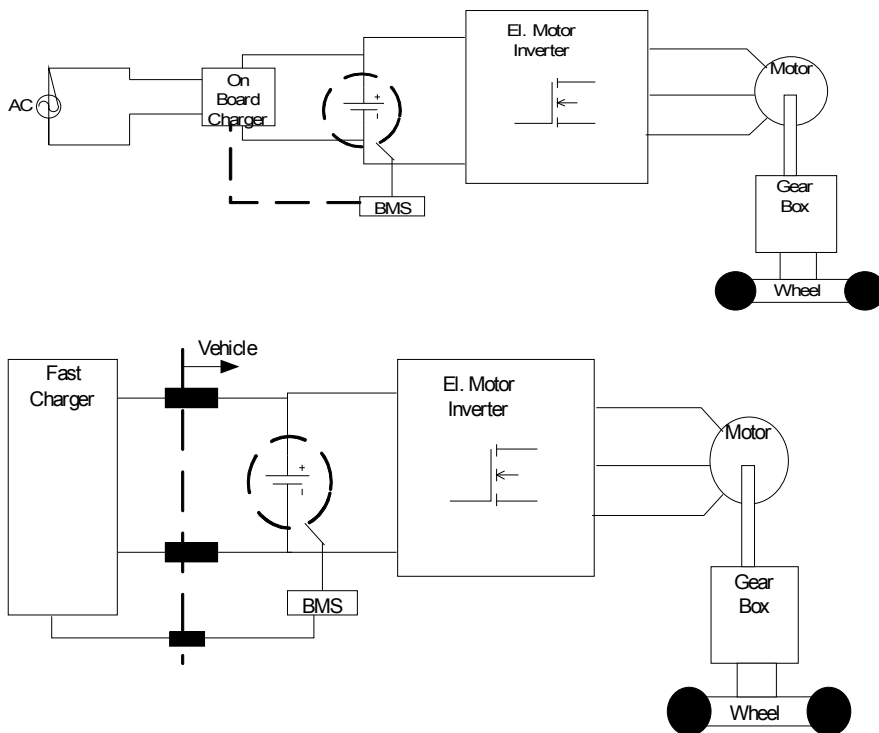 El. Motor
Inverter
Motor
AC
On
Board
Charger
+
-
BMS
Gear
Box
Wheel
Vehicle
Fast
Charger
El. Motor
Inverter
Motor
+
-
BMS
Gear
Box
Wheel